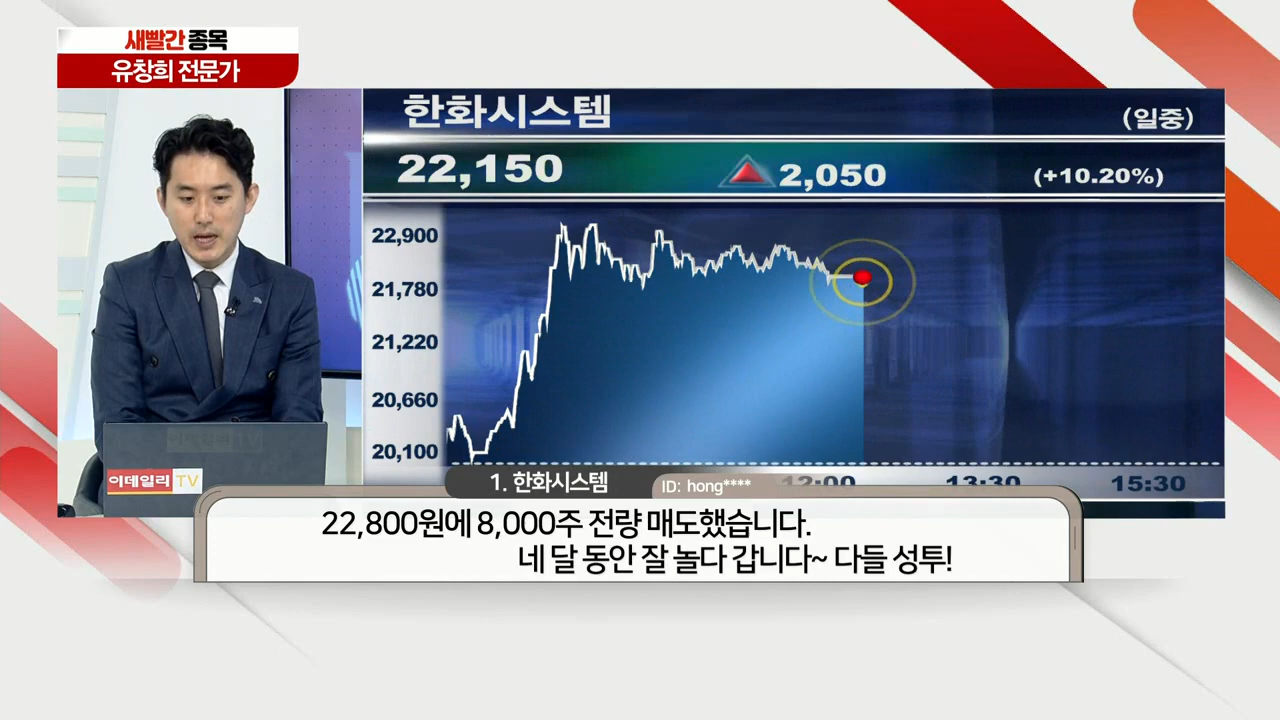 새빨간 종목
유창희 전문가
한화시스템
(일중)
22,150 ▲ 2,050 (+10.20%)
22,900
21,780
21,220
20,660
20,100
12:00 13:30 15:30
이데일리 TV
1. 한화시스템
ID: hong****
22,800원에 8,000주 전량 매도했습니다.
네 달 동안 잘 놀다 갑니다~ 다들 성투!